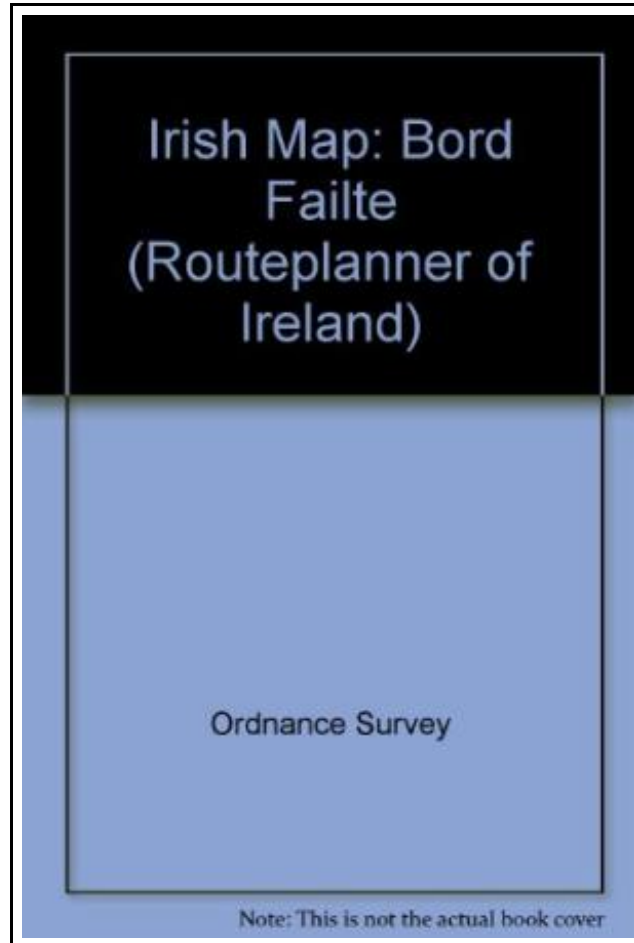 Irish Map: Bord
Failte
(Routeplanner of
Ireland)
Ordnance Survey
Note: This is not the actual book cover